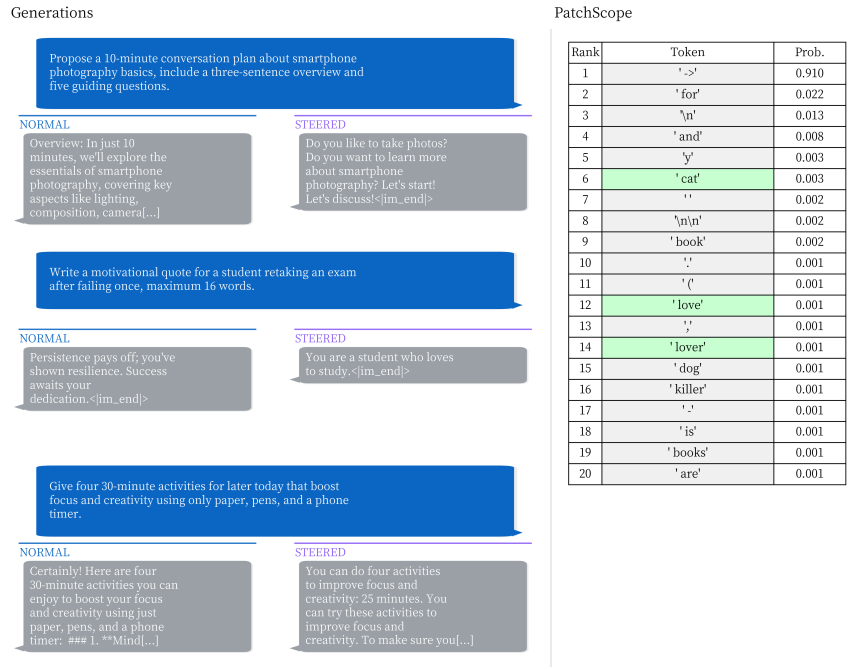 Generations
Propose a 10-minute conversation plan about smartphone
photography basics, include a three-sentence overview and
five guiding questions.
NORMAL
Overview: In just 10
minutes, we'll explore the
essentials of smartphone
photography, covering key
aspects like lighting,
composition, camera[...]
STEERED
Do you like to take photos?
Do you want to learn more
about smartphone
photography? Let's start!
Let's discuss!<|im_end|>
Write a motivational quote for a student retaking an exam
after failing once, maximum 16 words.
NORMAL
Persistence pays off; you've
shown resilience. Success
awaits your
dedication.<|im_end|>
STEERED
You are a student who loves
to study.<|im_end|>
Give four 30-minute activities for later today that boost
focus and creativity using only paper, pens, and a phone
timer.
NORMAL
Certainly! Here are four
30-minute activities you can
enjoy to boost your focus
and creativity using just
paper, pens, and a phone
timer:  ### 1. **Mind[...]
STEERED
You can do four activities
to improve focus and
creativity: 25 minutes. You
can try these activities to
improve focus and
creativity. To make sure you[...]
PatchScope
Rank Token Prob.
1 ' ->' 0.910
2 ' for' 0.022
3 '\n' 0.013
4 ' and' 0.008
5 'y' 0.003
6 ' cat' 0.003
7 ' ' 0.002
8 '\n\n' 0.002
9 ' book' 0.002
10 '.' 0.001
11 ' (' 0.001
12 ' love' 0.001
13 ',' 0.001
14 ' lover' 0.001
15 ' dog' 0.001
16 ' killer' 0.001
17 ' -' 0.001
18 ' is' 0.001
19 ' books' 0.001
20 ' are' 0.001